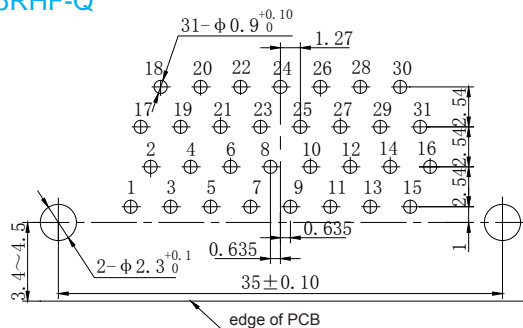 RHF-Q
31-φ0.9 +0.10 0
1.27
18 20 22 24 26 28 30
17 19 21 23 25 27 29 31
2 4 6 8 10 12 14 16
1 3 5 7 9 11 13 15
2.54
2.54
2.54
1
0.635
0.635
2-φ2.3 +0.1 0
35±0.10
3.4~4.5
edge of PCB